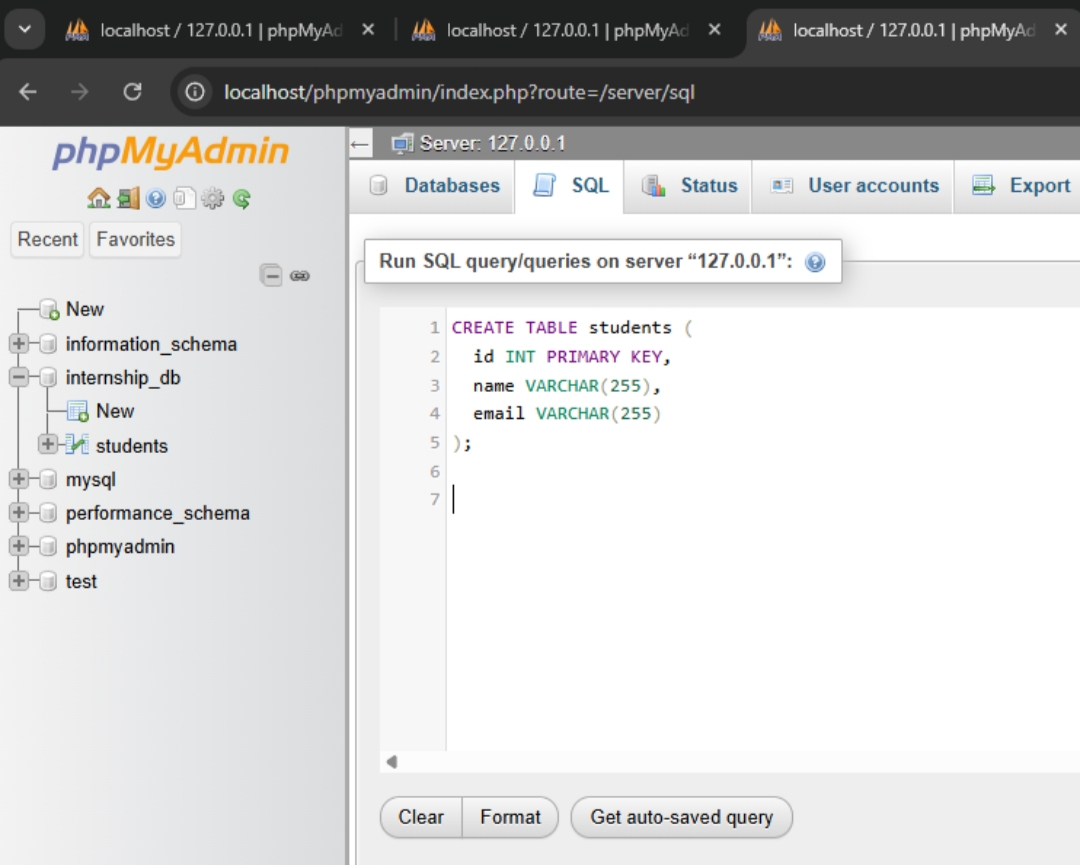 localhost / 127.0.0.1 | phpMyAd
localhost / 127.0.0.1 | phpMyAd
localhost / 127.0.0.1 | phpMyAd
localhost/phpmyadmin/index.php?route=/server/sql
phpMyAdmin
Server: 127.0.0.1
Databases
SQL
Status
User accounts
Export
Recent
Favorites
Run SQL query/queries on server “127.0.0.1”:
New
information_schema
internship_db
New
students
mysql
performance_schema
phpmyadmin
test
1 CREATE TABLE students (
2 id INT PRIMARY KEY,
3 name VARCHAR(255),
4 email VARCHAR(255)
5 );
6
7
Clear
Format
Get auto-saved query